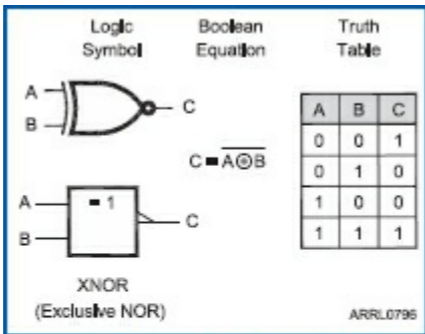 Logic Boolean Truth
Symbol Equation Table
A
B
C
C = A⊕B
A B C
0 0 1
0 1 0
1 0 0
1 1 1
A
B
= 1
C
XNOR
(Exclusive NOR)
ARRL0796